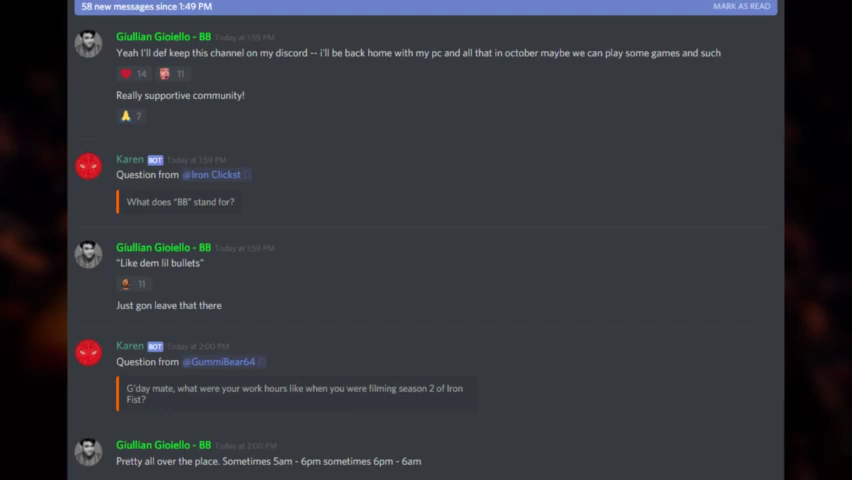 58 new messages since 1:49 PM MARK AS READ
Giullian Gioiello - BB Today at 1:59 PM
Yeah I'll def keep this channel on my discord -- i'll be back home with my pc and all that in october maybe we can play some games and such
14 11
Really supportive community!
7
Karen BOT Today at 1:59 PM
Question from @Iron Clickst
What does "BB" stand for?
Giullian Gioiello - BB Today at 1:59 PM
"Like dem lil bullets"
11
Just gon leave that there
Karen BOT Today at 2:00 PM
Question from @GummiBear64
G'day mate, what were your work hours like when you were filming season 2 of Iron
Fist?
Giullian Gioiello - BB Today at 2:00 PM
Pretty all over the place. Sometimes 5am - 6pm sometimes 6pm - 6am